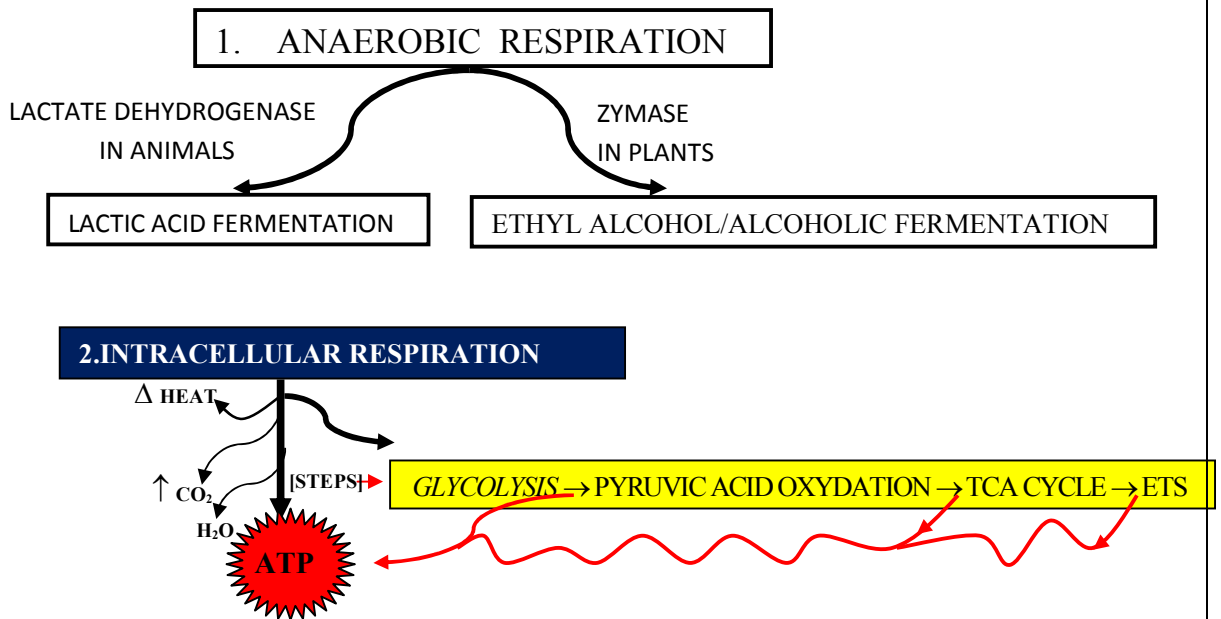 1. ANAEROBIC RESPIRATION
LACTATE DEHYDROGENASE
IN ANIMALS
ZYMASE
IN PLANTS
LACTIC ACID FERMENTATION
ETHYL ALCOHOL/ALCOHOLIC FERMENTATION
2.INTRACELLULAR RESPIRATION
Δ HEAT
↑ CO₂
H₂O
[STEPS]
GLYCOLYSIS → PYRUVIC ACID OXYDATION → TCA CYCLE → ETS
ATP